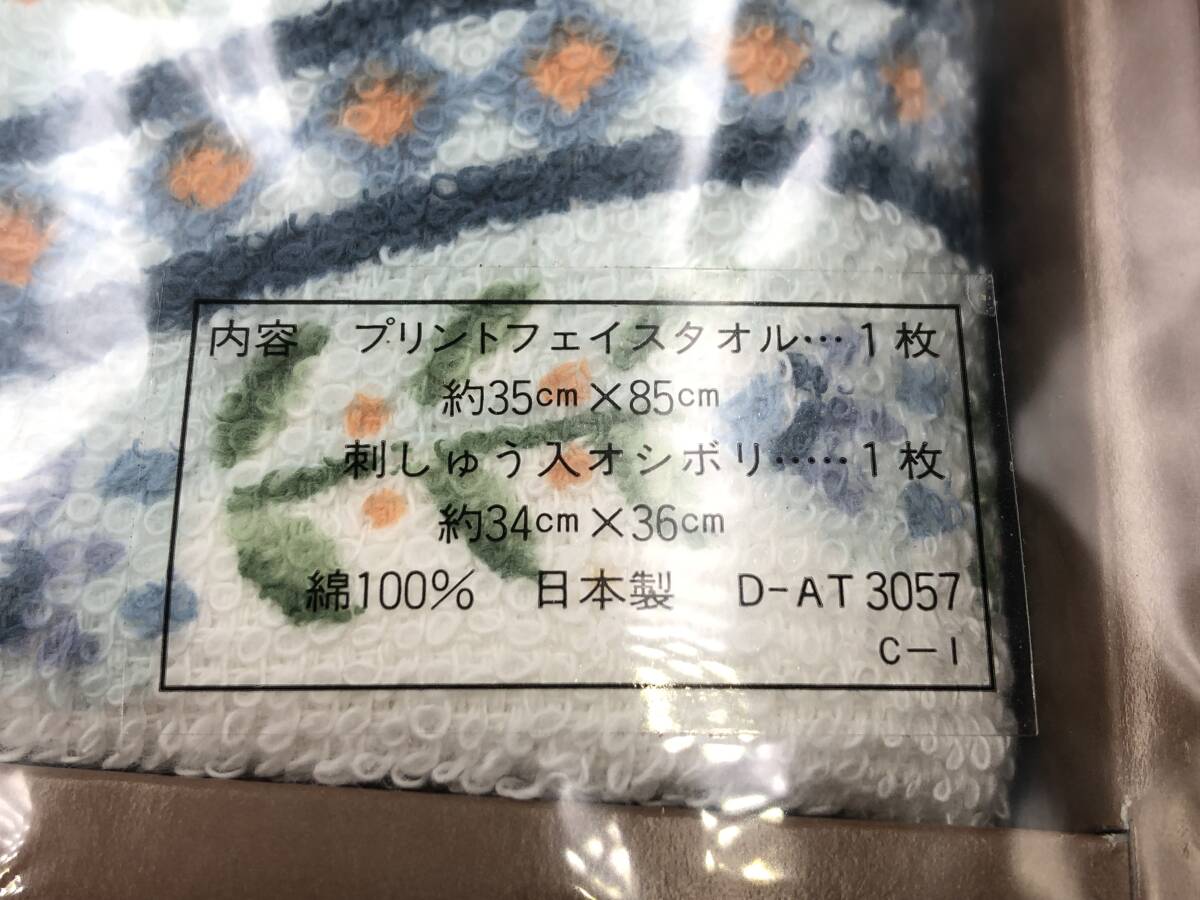 内容 プリントフェイスタオル…1枚
約35cm×85cm
刺しゅう入オシボリ……1枚
約34cm×36cm
綿100% 日本製 D-AT3057
C-1